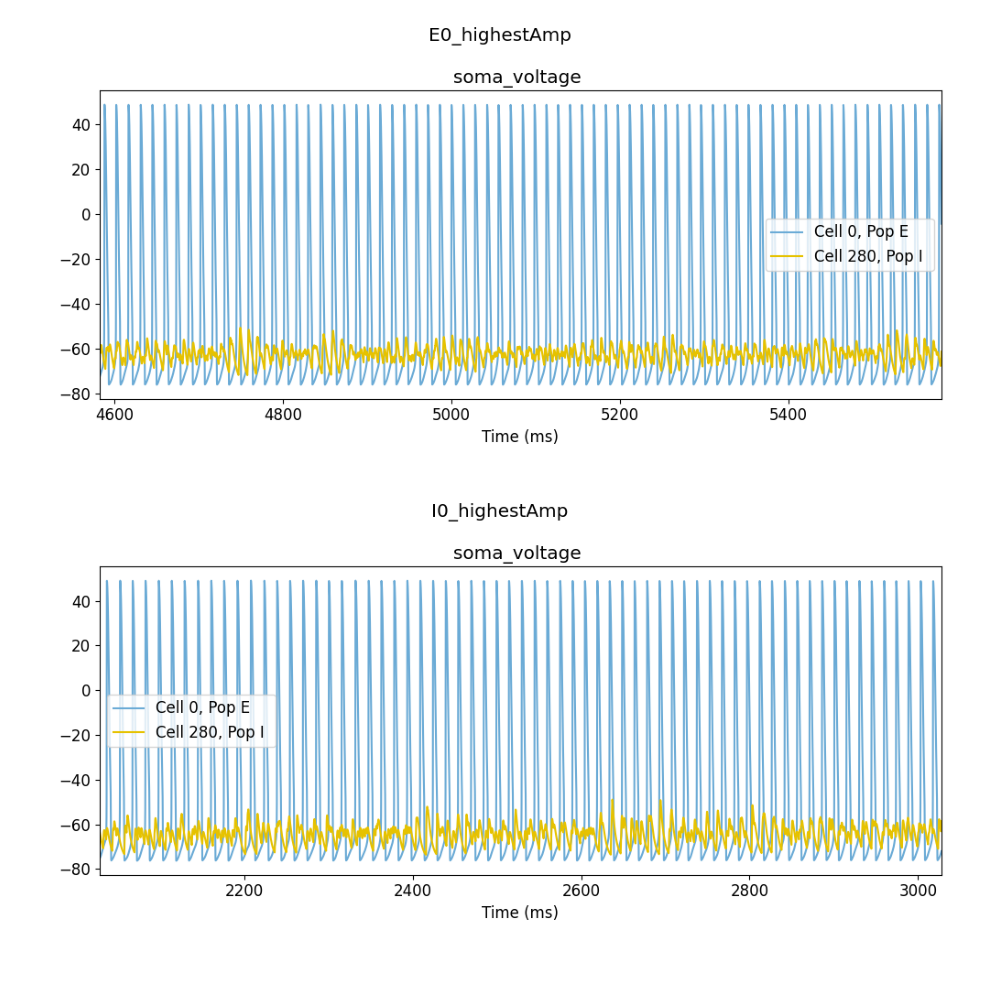 E0_highestAmp
soma_voltage
40
20
0
−20
−40
−60
−80
Cell 0, Pop E
Cell 280, Pop I
4600 4800 5000 5200 5400
Time (ms)
I0_highestAmp
soma_voltage
40
20
0
−20
−40
−60
−80
Cell 0, Pop E
Cell 280, Pop I
2200 2400 2600 2800 3000
Time (ms)